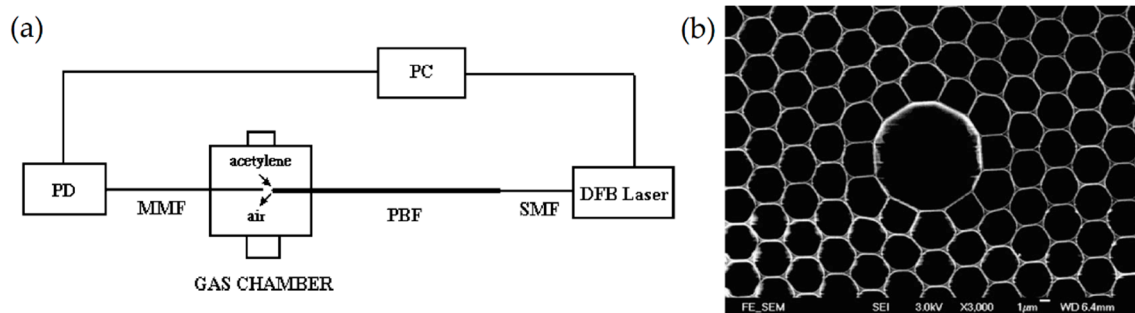 (a)
PC
acetylene
PD
air
DFB Laser
MMF
PBF
SMF
GAS CHAMBER
(b)
FE_SEM SEI 3.0kV X3,000 1μm WD 6.4mm